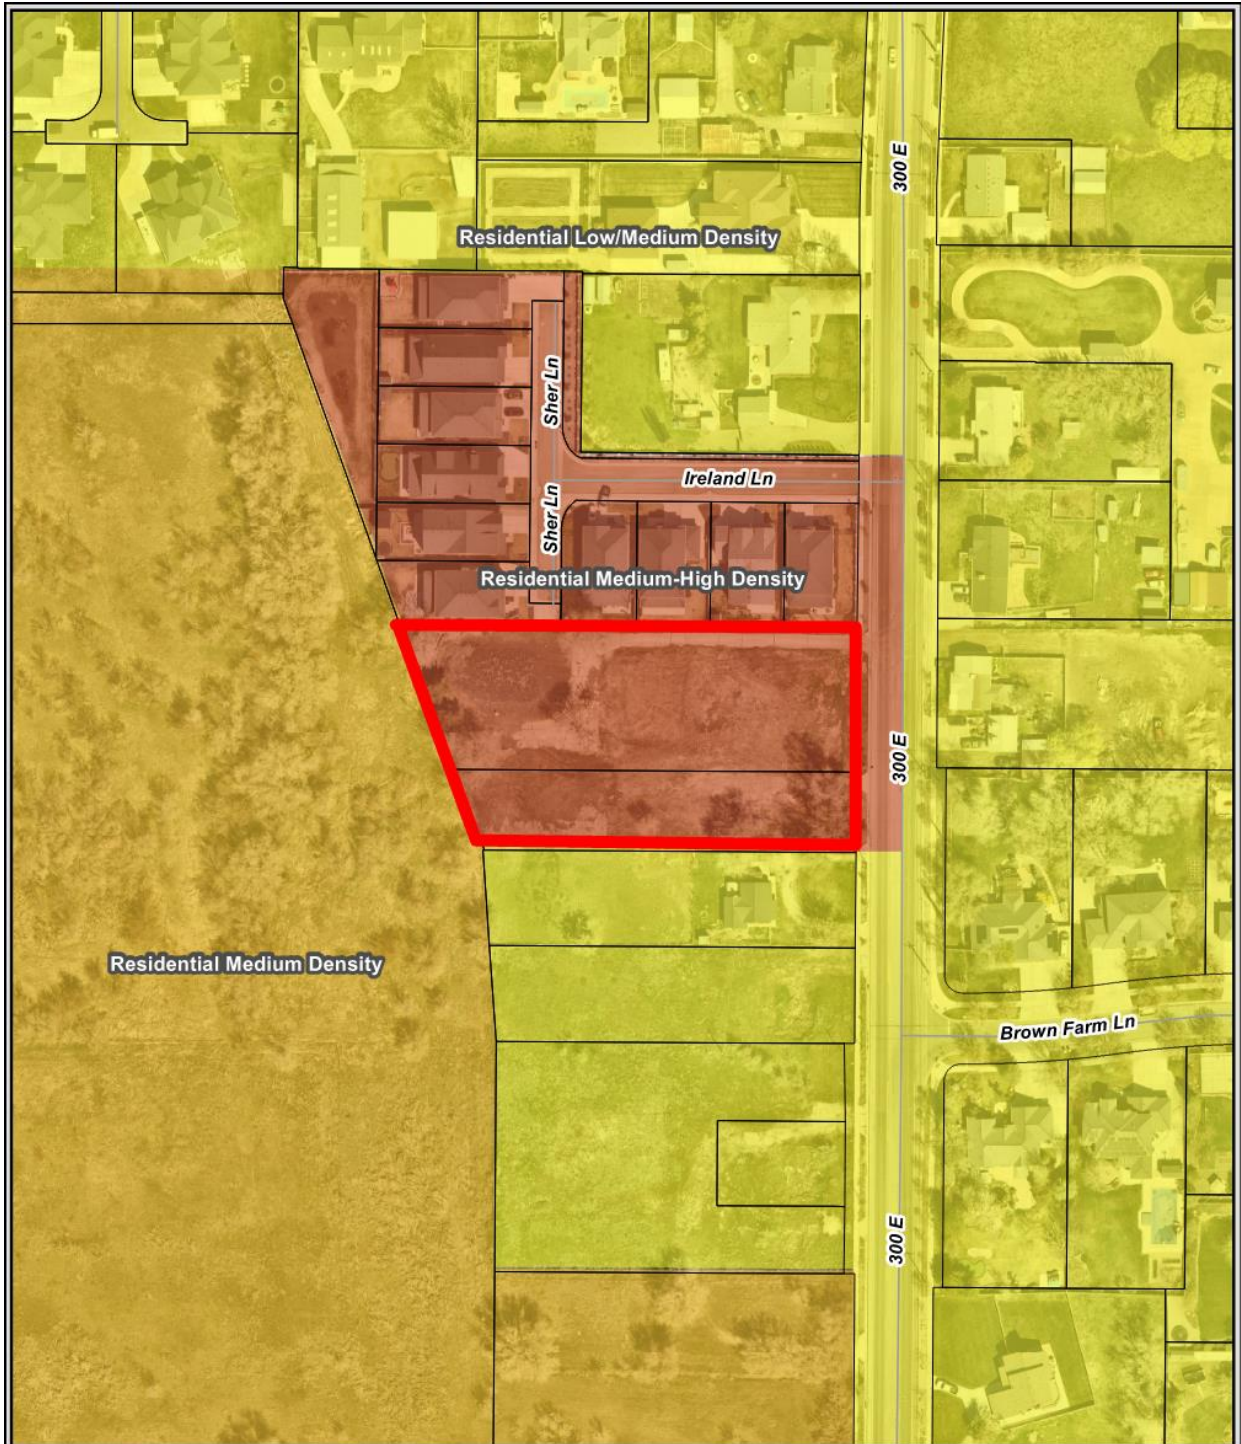 300 E
Residential Low/Medium Density
Sher Ln
Ireland Ln
Sher Ln
Residential Medium-High Density
300 E
Residential Medium Density
Brown Farm Ln
300 E